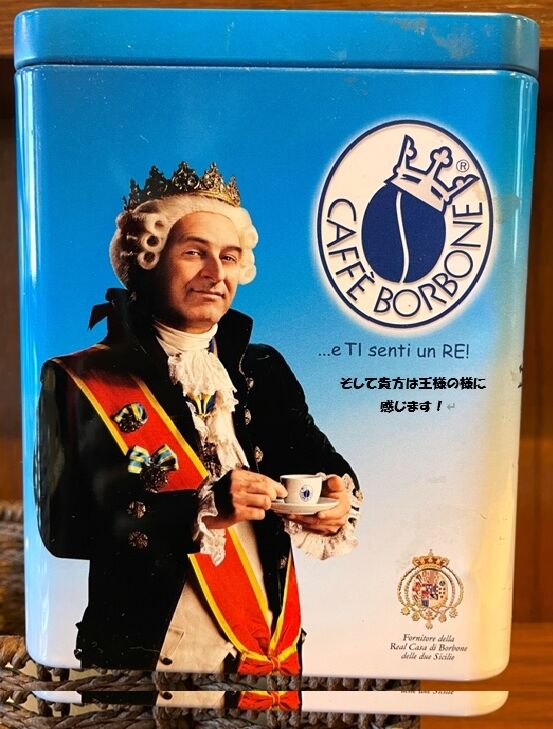 CAFFÈ BORBONE
®
...e TI senti un RE!
そして貴方は王様の様に
感じます！↵
Fornitore della
Real Casa di Borbone
delle due Sicilie